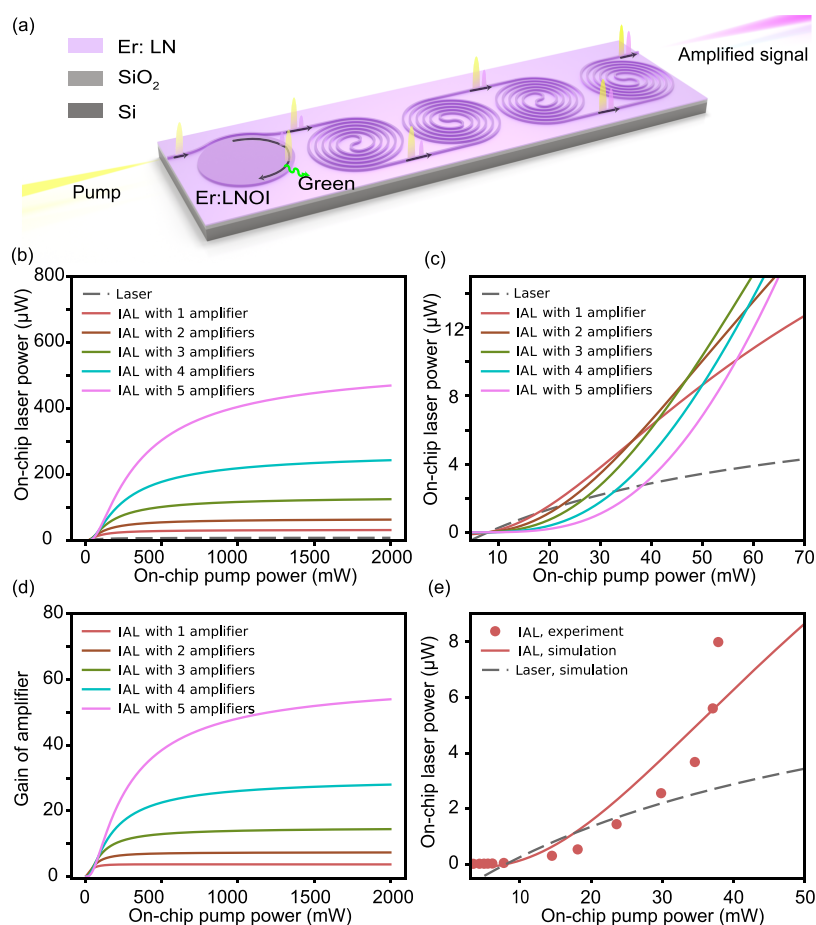 (a)
Er: LN
SiO₂
Si
Amplified signal
Pump
Er:LNOI
Green
(b)
800
600
400
200
0
On-chip laser power (μW)
Laser
IAL with 1 amplifier
IAL with 2 amplifiers
IAL with 3 amplifiers
IAL with 4 amplifiers
IAL with 5 amplifiers
0 500 1000 1500 2000
On-chip pump power (mW)
(c)
12
8
4
0
On-chip laser power (μW)
Laser
IAL with 1 amplifier
IAL with 2 amplifiers
IAL with 3 amplifiers
IAL with 4 amplifiers
IAL with 5 amplifiers
10 20 30 40 50 60 70
On-chip pump power (mW)
(d)
80
60
40
20
0
Gain of amplifier
IAL with 1 amplifier
IAL with 2 amplifiers
IAL with 3 amplifiers
IAL with 4 amplifiers
IAL with 5 amplifiers
0 500 1000 1500 2000
On-chip pump power (mW)
(e)
8
6
4
2
0
On-chip laser power (μW)
IAL, experiment
IAL, simulation
Laser, simulation
10 20 30 40 50
On-chip pump power (mW)